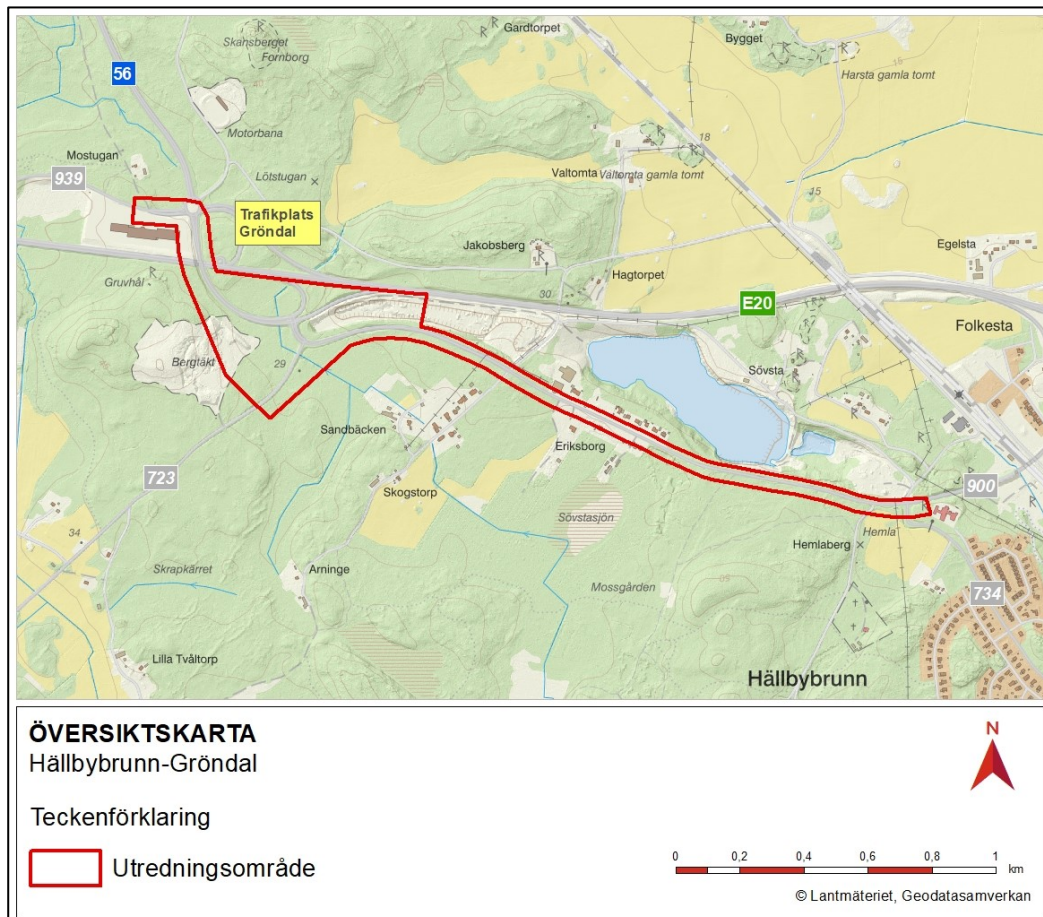 Gardtorpet
Bygget
Skansberget
Fornborg
56
Harsta gamla tomt
Motorbana
18
Mostugan
Valtomta
Valtomta gamla tomt
939
Lötstugan
15
Trafikplats
Gröndal
Jakobsberg
Egelsta
Gruvhål
Hagtorpet
30
E20
Folkesta
Bergtäkt
29
Sövsta
Sandbäcken
Eriksborg
723
Skogstorp
900
Sövstasjön
Hemla
34
Hemlaberg
Skrapkärret
Arninge
Mossgården
734
Lilla Tvåltorp
Hällbybrunn
ÖVERSIKTSKARTA
Hällbybrunn-Gröndal
N
Teckenförklaring
Utredningsområde
0 0,2 0,4 0,6 0,8 1
km
© Lantmäteriet, Geodatasamverkan